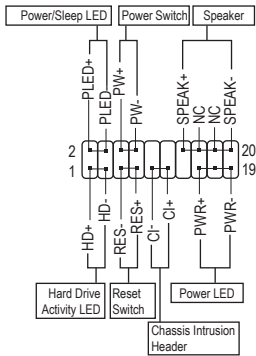 Power/Sleep LED
Power Switch
Speaker
PLED+
PLED-
PW+
PW-
SPEAK+
NC
NC
SPEAK-
2
20
1
19
HD+
HD-
RES-
RES+
CI-
CI+
PWR+
PWR-
Hard Drive
Activity LED
Reset
Switch
Power LED
Chassis Intrusion
Header